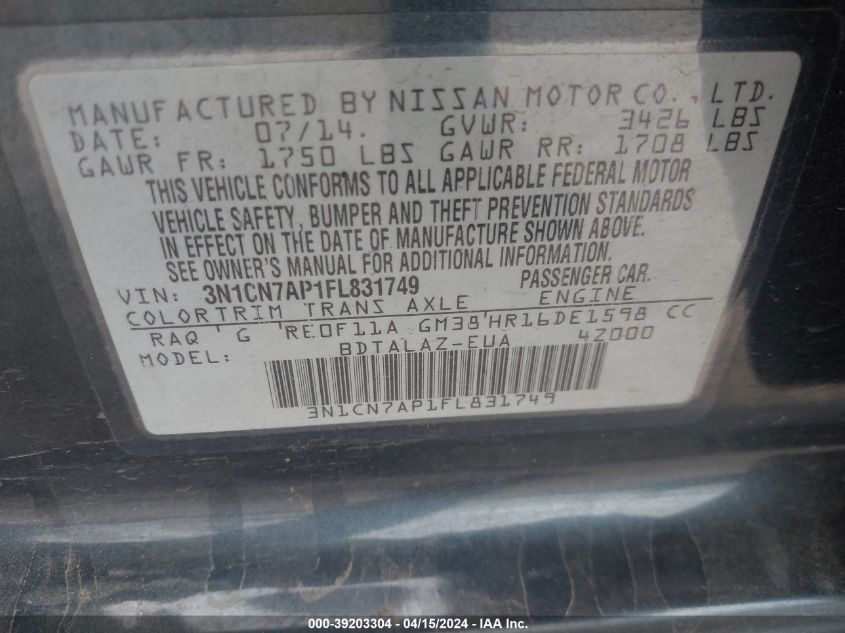 MANUFACTURED BY NISSAN MOTOR CO., LTD.
DATE: 07/14. GVWR: 3426 LBS
GAWR FR: 1750 LBS GAWR RR: 1708 LBS
THIS VEHICLE CONFORMS TO ALL APPLICABLE FEDERAL MOTOR
VEHICLE SAFETY, BUMPER AND THEFT PREVENTION STANDARDS
IN EFFECT ON THE DATE OF MANUFACTURE SHOWN ABOVE.
SEE OWNER'S MANUAL FOR ADDITIONAL INFORMATION.
VIN: 3N1CN7AP1FL831749 PASSENGER CAR.
COLORTRIM TRANS AXLE ENGINE
RAQ G RE0F11A GM38 HR16DE1598 CC
MODEL: BDTALAZ-EUA 4Z000
3N1CN7AP1FL831749
000-39203304 - 04/15/2024 - IAA, Inc.